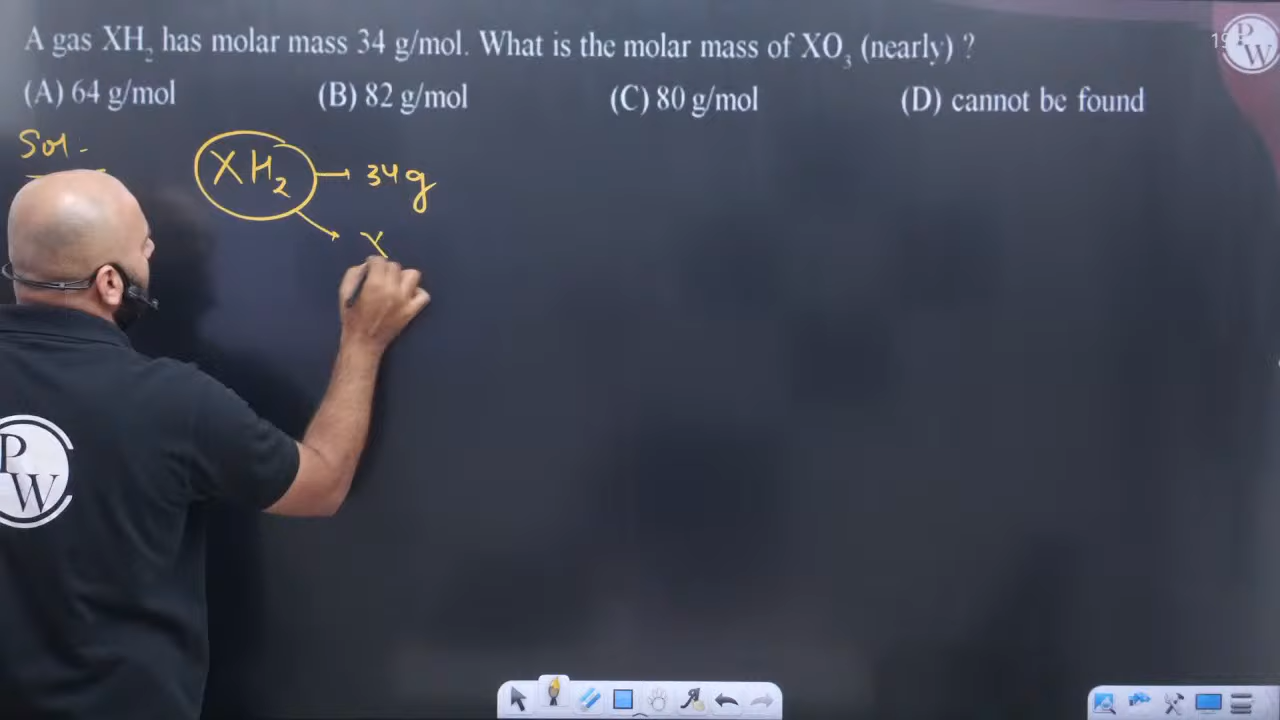 A gas XH₂ has molar mass 34 g/mol. What is the molar mass of XO₃ (nearly) ?
(A) 64 g/mol (B) 82 g/mol (C) 80 g/mol (D) cannot be found
Sol.
XH₂ → 34g
X
P
W
PW